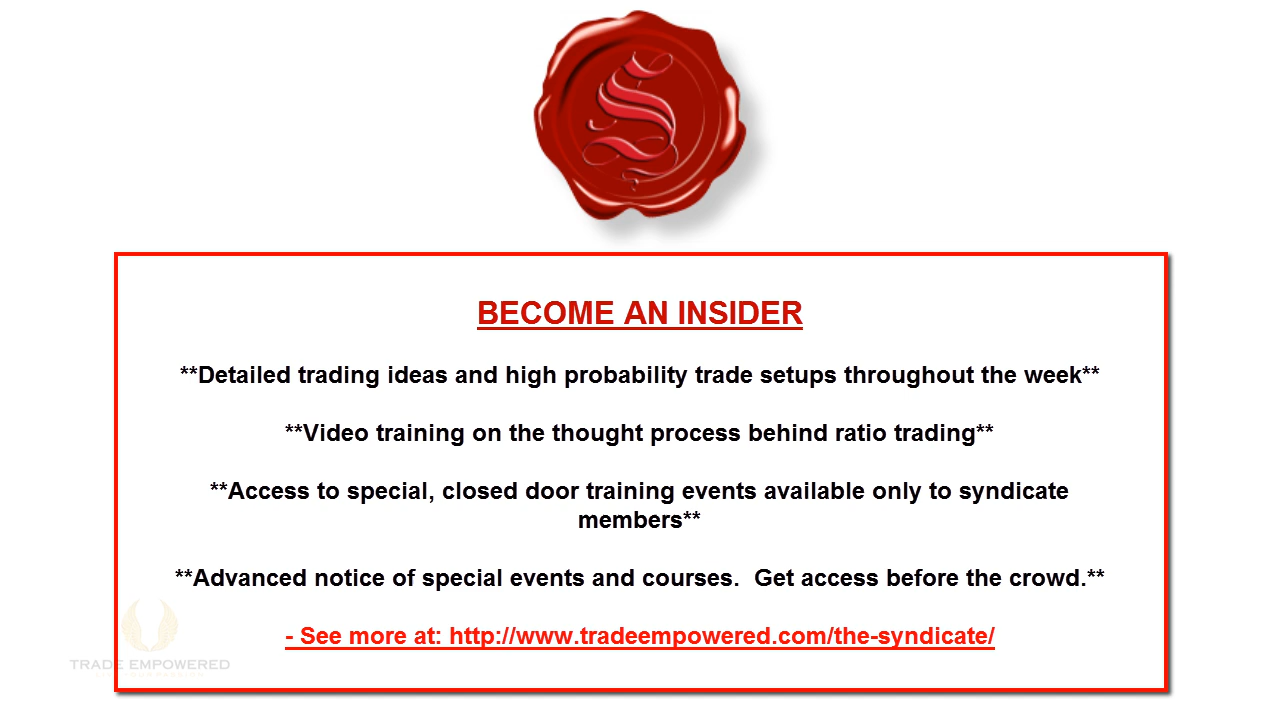 S
BECOME AN INSIDER
**Detailed trading ideas and high probability trade setups throughout the week**
**Video training on the thought process behind ratio trading**
**Access to special, closed door training events available only to syndicate
members**
**Advanced notice of special events and courses.  Get access before the crowd.**
- See more at: http://www.tradeempowered.com/the-syndicate/
TRADE EMPOWERED